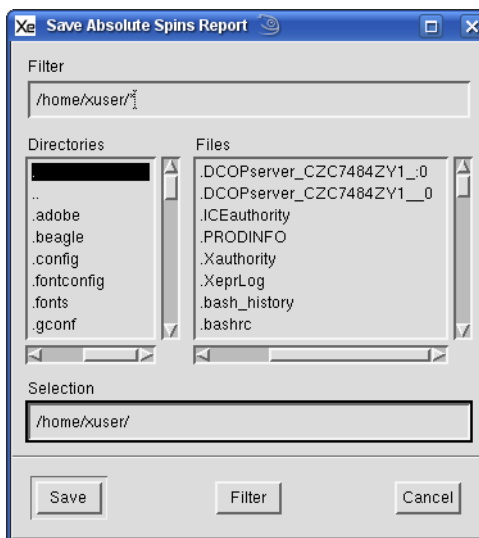 Xe Save Absolute Spins Report
Filter
/home/xuser/*
Directories
.
..
.adobe
.beagle
.config
.fontconfig
.fonts
.gconf
Files
.DCOPserver_CZC7484ZY1_:0
.DCOPserver_CZC7484ZY1__0
.ICEauthority
.PRODINFO
.Xauthority
.XeprLog
.bash_history
.bashrc
Selection
/home/xuser/
Save
Filter
Cancel